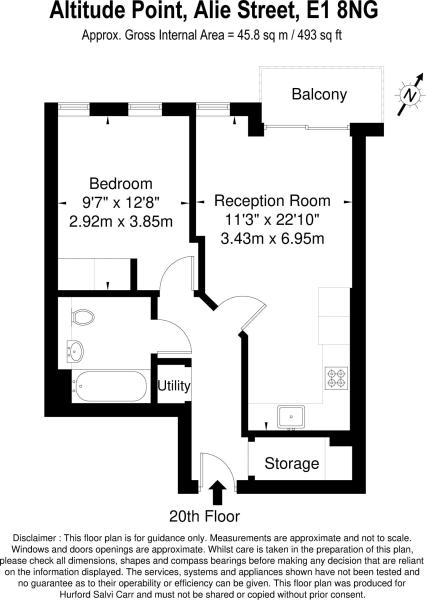 Altitude Point, Alie Street, E1 8NG
Approx. Gross Internal Area = 45.8 sq m / 493 sq ft
Balcony
N
Bedroom
9'7" x 12'8"
2.92m x 3.85m
Reception Room
11'3" x 22'10"
3.43m x 6.95m
Utility
Storage
20th Floor
Disclaimer : This floor plan is for guidance only. Measurements are approximate and not to scale.
Windows and doors openings are approximate. Whilst care is taken in the preparation of this plan,
please check all dimensions, shapes and compass bearings before making any decision that are reliant
on the information displayed. The services, systems and appliances shown have not been tested and
no guarantee as to their operability or efficiency can be given. This floor plan was produced for
Hurford Salvi Carr and must not be shared or copied without prior consent.